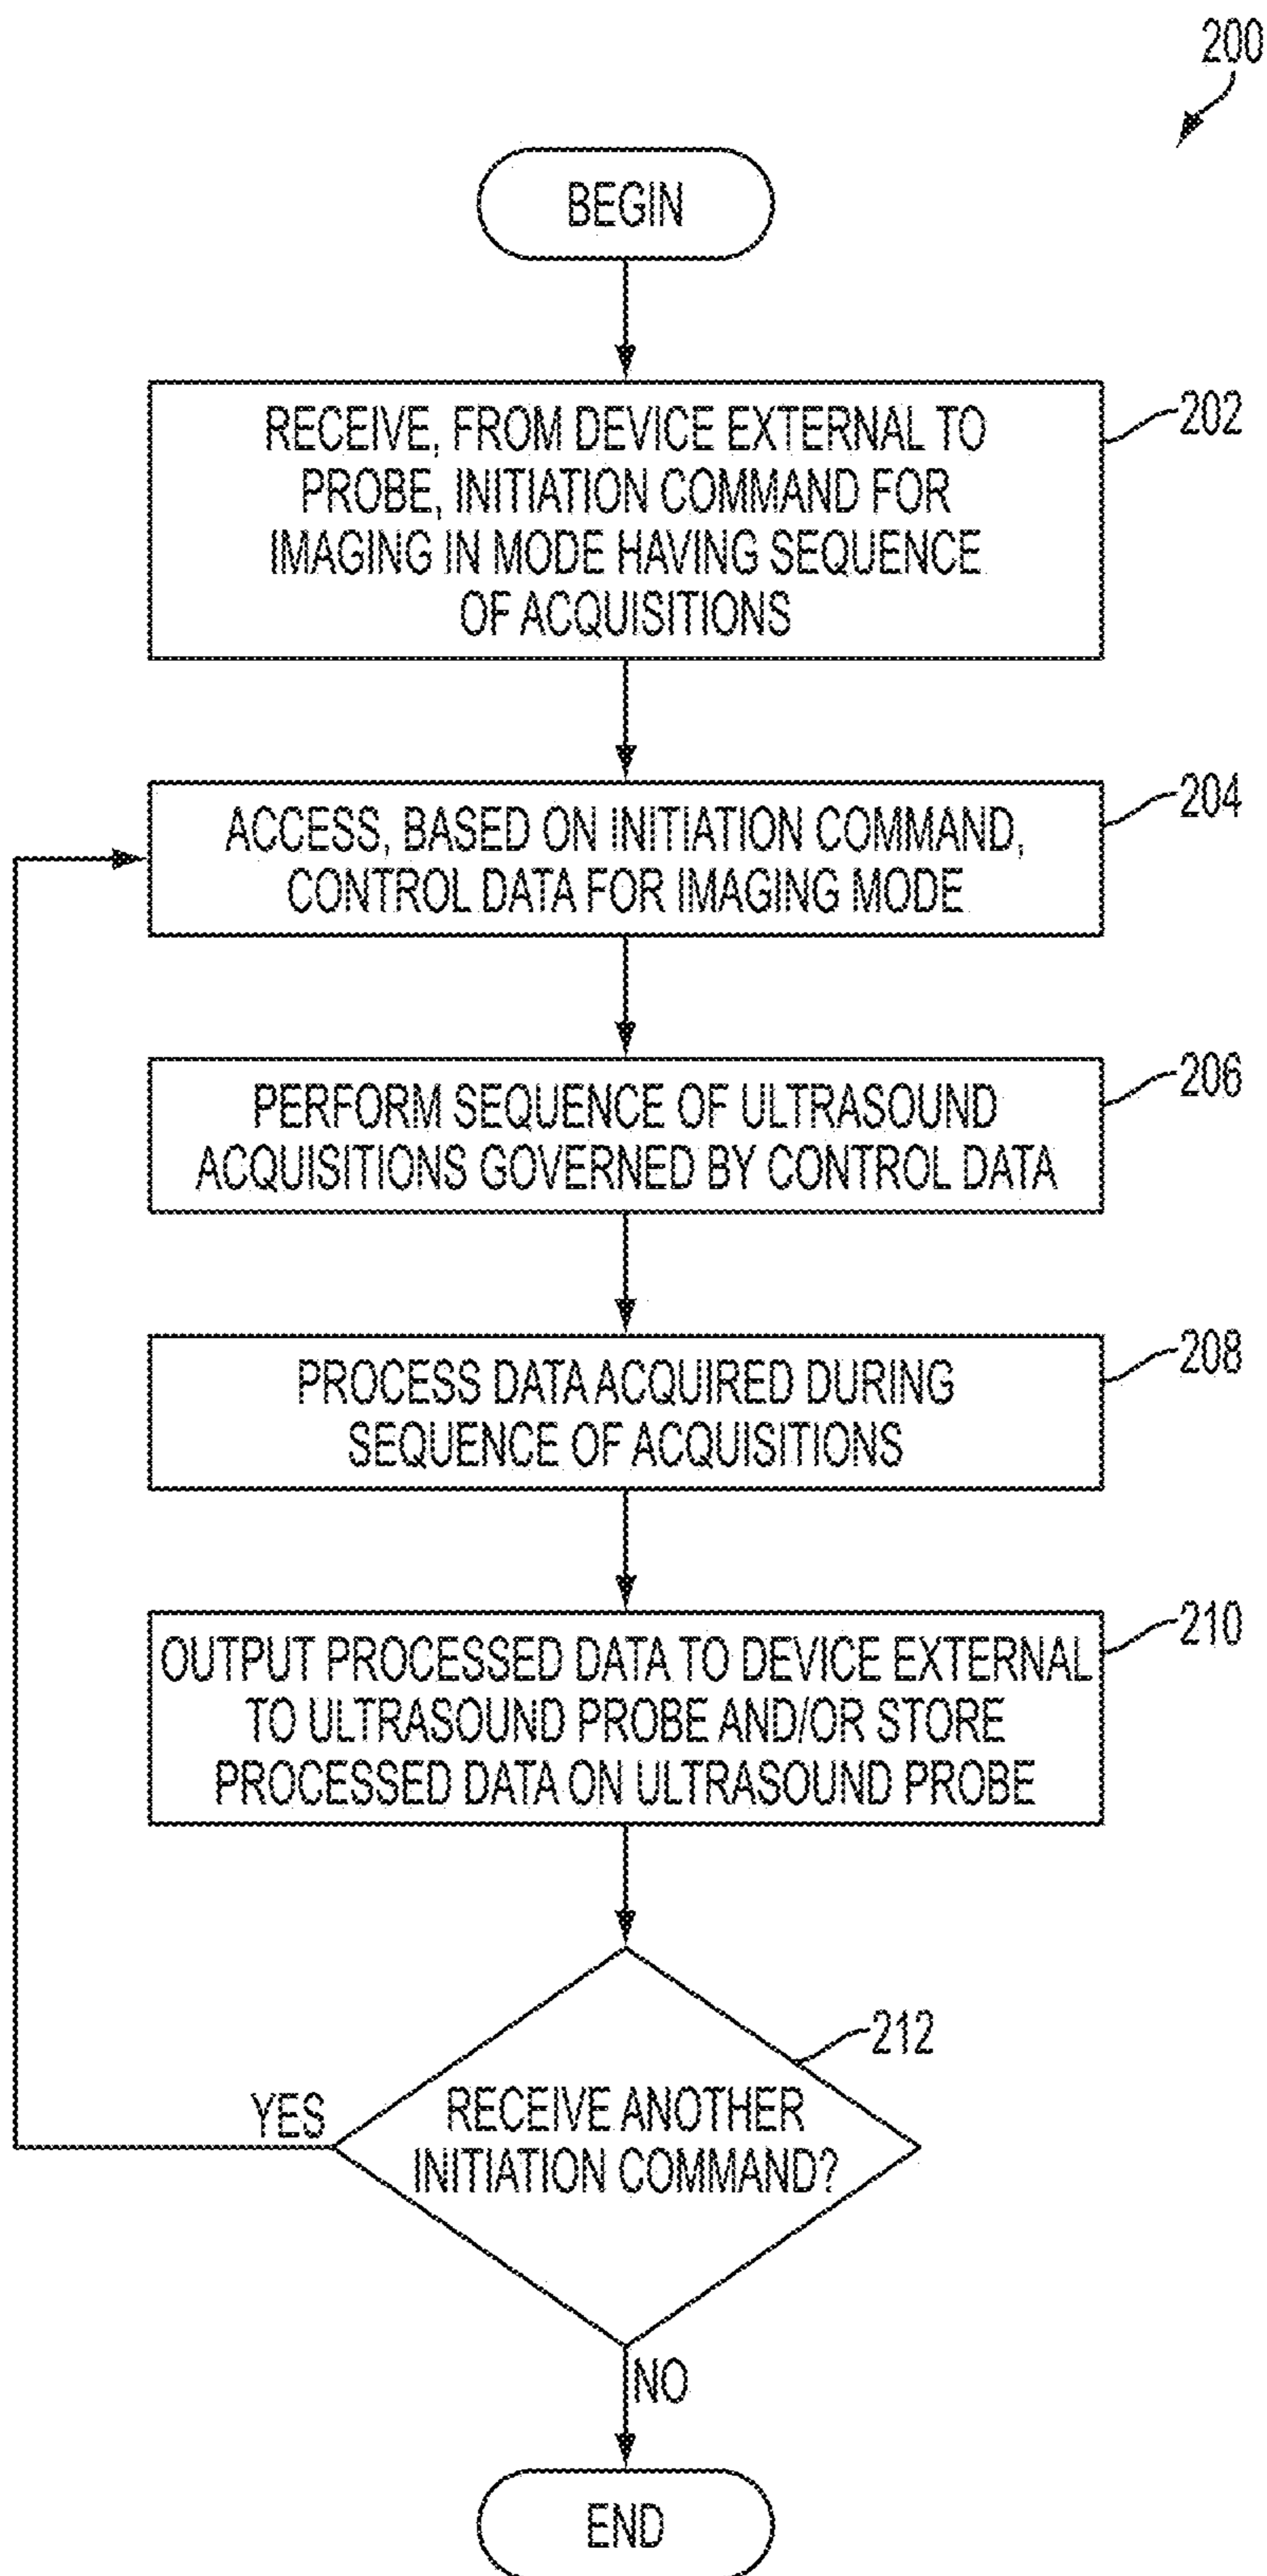 200
BEGIN
RECEIVE, FROM DEVICE EXTERNAL TO
PROBE, INITIATION COMMAND FOR
IMAGING IN MODE HAVING SEQUENCE
OF ACQUISITIONS
202
ACCESS, BASED ON INITIATION COMMAND,
CONTROL DATA FOR IMAGING MODE
204
PERFORM SEQUENCE OF ULTRASOUND
ACQUISITIONS GOVERNED BY CONTROL DATA
206
PROCESS DATA ACQUIRED DURING
SEQUENCE OF ACQUISITIONS
208
OUTPUT PROCESSED DATA TO DEVICE EXTERNAL
TO ULTRASOUND PROBE AND/OR STORE
PROCESSED DATA ON ULTRASOUND PROBE
210
212
RECEIVE ANOTHER
INITIATION COMMAND?
YES
NO
END